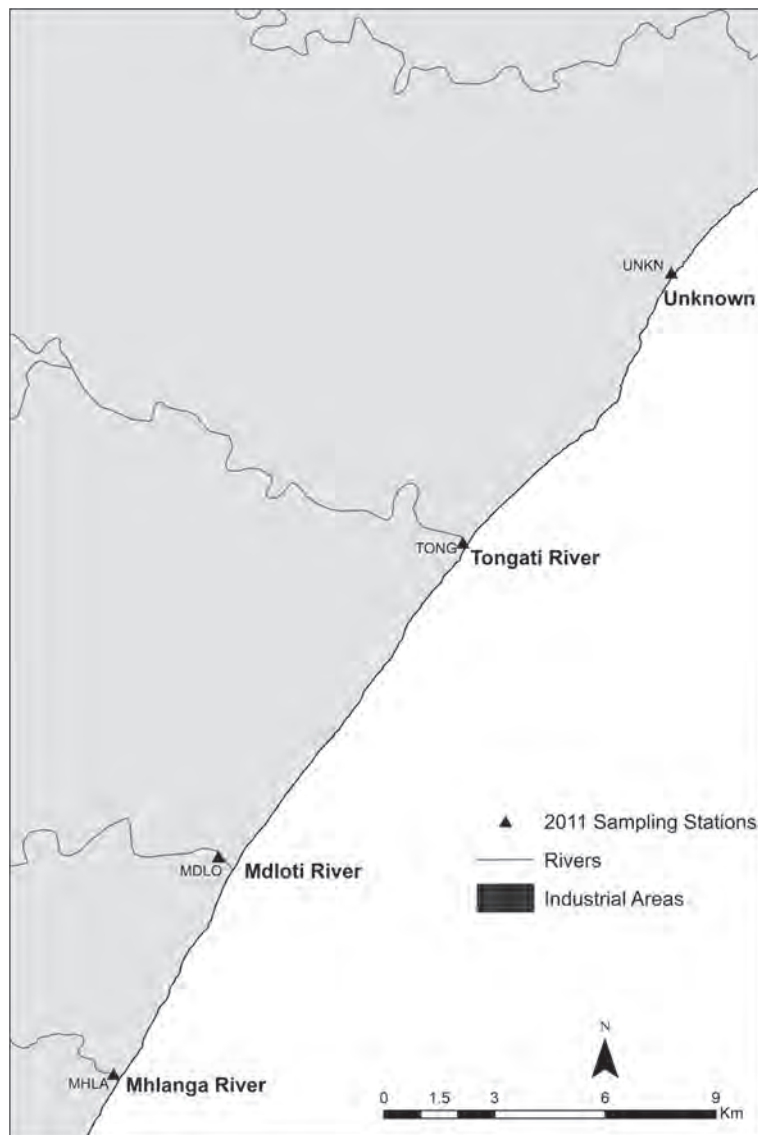 UNKN
Unknown
TONG
Tongati River
2011 Sampling Stations
Rivers
MDLO
Mdloti River
Industrial Areas
N
MHLA
Mhlanga River
0 1.5 3 6 9
Km